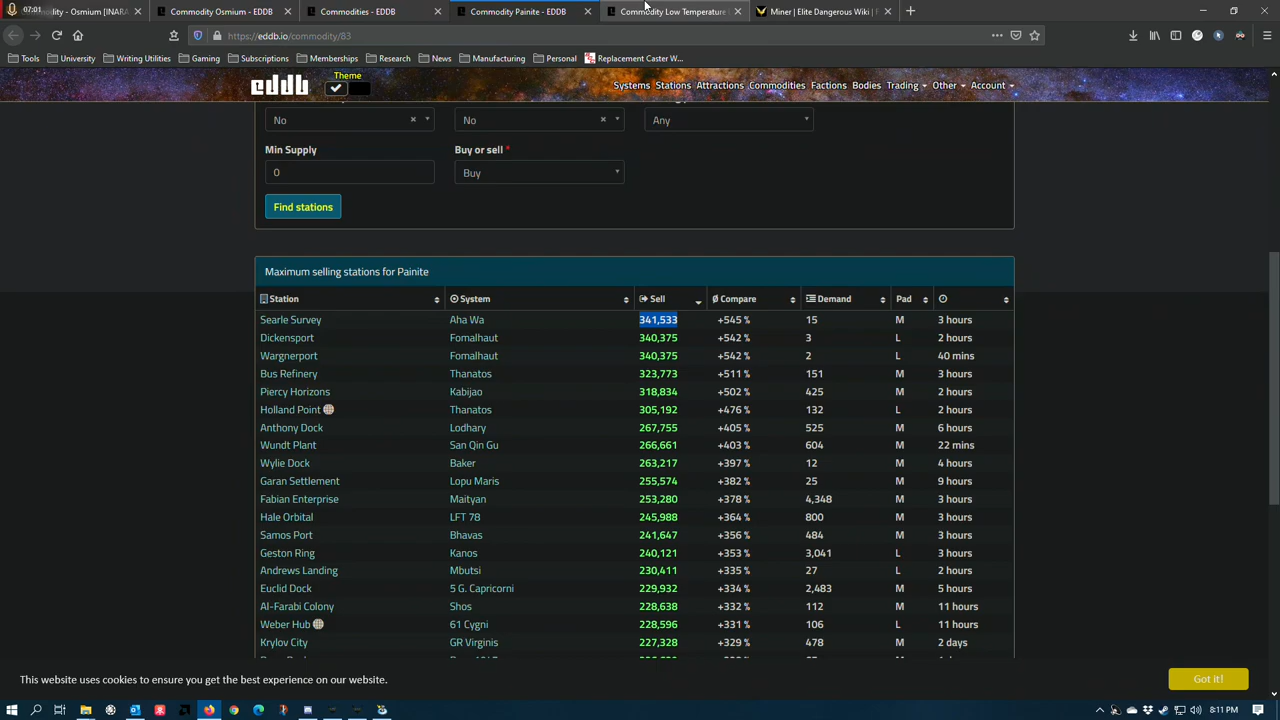 07:01
modity - Osmium [INARA
Commodity Osmium - EDDB
Commodities - EDDB
Commodity Painite - EDDB
Commodity Low Temperature
Miner | Elite Dangerous Wiki |
https://eddb.io/commodity/83
Tools University Writing Utilities Gaming Subscriptions Memberships Research News Manufacturing Personal Replacement Caster W...
eddb
Theme
Systems Stations Attractions Commodities Factions Bodies Trading Other Account
No × No × Any
Min Supply Buy or sell *
0 Buy
Find stations
Maximum selling stations for Painite
Station System Sell Ø Compare Demand Pad
Searle Survey Aha Wa 341,533 +545 % 15 M 3 hours
Dickensport Fomalhaut 340,375 +542 % 3 L 2 hours
Wargnerport Fomalhaut 340,375 +542 % 2 L 40 mins
Bus Refinery Thanatos 323,773 +511 % 151 M 3 hours
Piercy Horizons Kabijao 318,834 +502 % 425 M 2 hours
Holland Point Thanatos 305,192 +476 % 132 L 2 hours
Anthony Dock Lodhary 267,755 +405 % 525 M 6 hours
Wundt Plant San Qin Gu 266,661 +403 % 604 M 22 mins
Wylie Dock Baker 263,217 +397 % 12 M 4 hours
Garan Settlement Lopu Maris 255,574 +382 % 25 M 9 hours
Fabian Enterprise Maityan 253,280 +378 % 4,348 M 3 hours
Hale Orbital LFT 78 245,988 +364 % 800 M 3 hours
Samos Port Bhavas 241,647 +356 % 484 M 3 hours
Geston Ring Kanos 240,121 +353 % 3,041 L 3 hours
Andrews Landing Mbutsi 230,411 +335 % 27 L 2 hours
Euclid Dock 5 G. Capricorni 229,932 +334 % 2,483 M 5 hours
Al-Farabi Colony Shos 228,638 +332 % 112 M 11 hours
Weber Hub 61 Cygni 228,596 +331 % 106 L 11 hours
Krylov City GR Virginis 227,328 +329 % 478 M 2 days
This website uses cookies to ensure you get the best experience on our website.
Got it!
8:11 PM